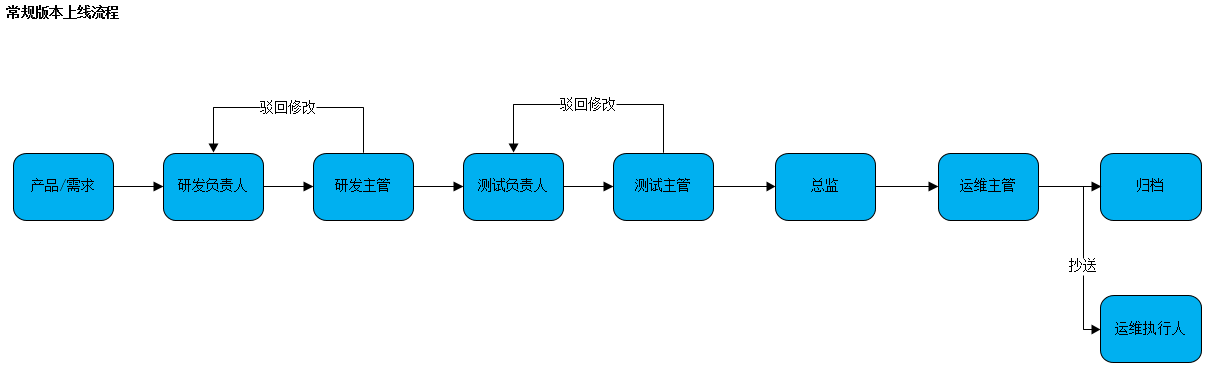 常规版本上线流程
驳回修改
驳回修改
产品/需求
研发负责人
研发主管
测试负责人
测试主管
总监
运维主管
归档
抄送
运维执行人